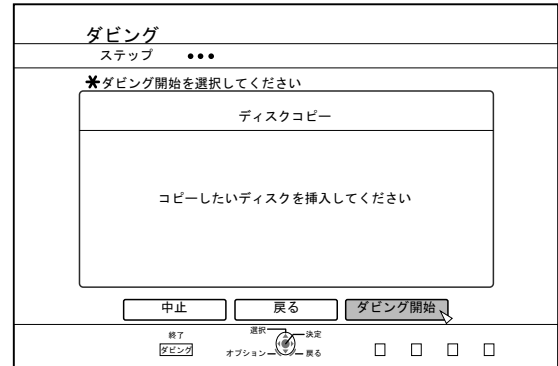 ダビング
ステップ ●●●
✱ダビング開始を選択してください
ディスクコピー
コピーしたいディスクを挿入してください
中止 戻る ダビング開始
終了
ダビング
選択 決定
オプション 戻る